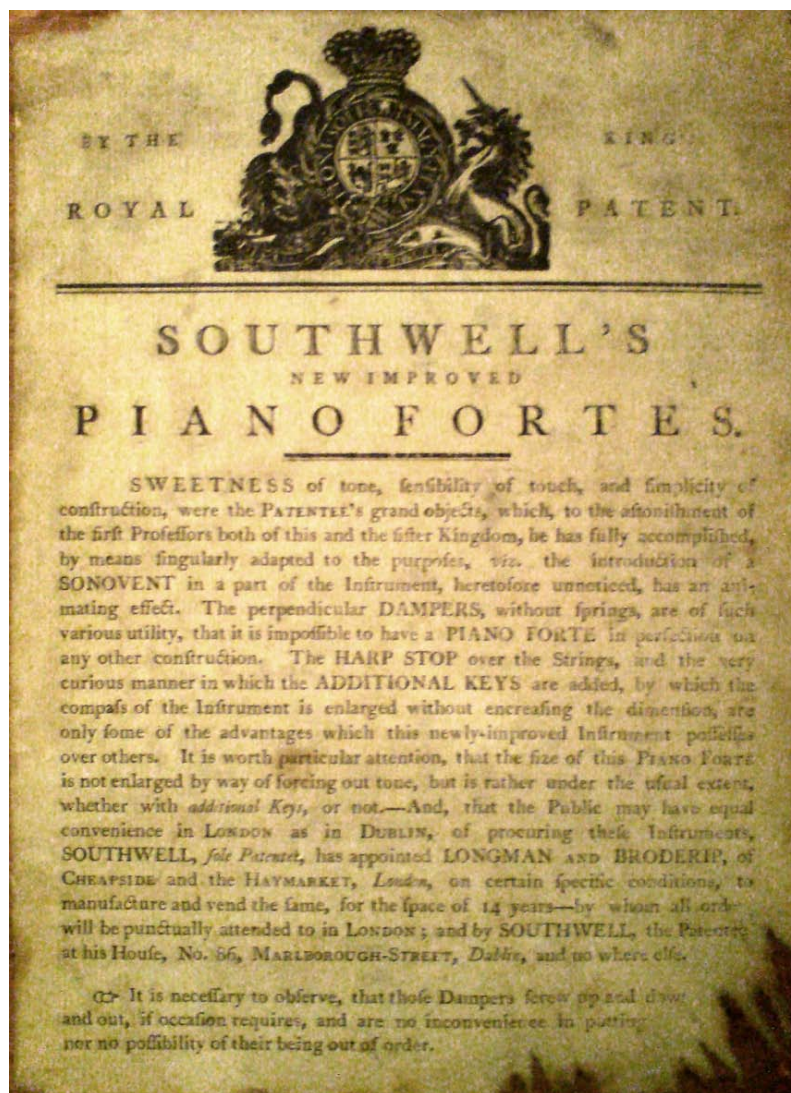 BY THE KING'S
ROYAL PATENT.
SOUTHWELL'S
NEW IMPROVED
PIANO FORTES.
SWEETNESS of tone, ſenſibility of touch, and ſimplicity of
conſtruction, were the PATENTEE's grand objects, which, to the aſtoniſhment of
the firſt Profeſſors both of this and the ſiſter Kingdom, he has fully accompliſhed,
by means ſingularly adapted to the purpoſes, viz. the introduction of a
SONOVENT in a part of the Inſtrument, heretofore unnoticed, has an ani-
mating effect. The perpendicular DAMPERS, without ſprings, are of ſuch
various utility, that it is impoſſible to have a PIANO FORTE in perfection on
any other conſtruction. The HARP STOP over the Strings, and the very
curious manner in which the ADDITIONAL KEYS are added, by which the
compaſs of the Inſtrument is enlarged without encreaſing the dimenſion, are
only ſome of the advantages which this newly-improved Inſtrument poſſeſſes
over others. It is worth particular attention, that the ſize of this PIANO FORTE
is not enlarged by way of forcing out tone, but is rather under the uſual extent,
whether with additional Keys, or not.—And, that the Public may have equal
convenience in LONDON as in DUBLIN, of procuring theſe Inſtruments,
SOUTHWELL, ſole Patentee, has appointed LONGMAN AND BRODERIP, of
CHEAPSIDE and the HAYMARKET, London, on certain ſpecific conditions, to
manufacture and vend the ſame, for the ſpace of 14 years—by whom all
will be punctually attended to in LONDON; and by SOUTHWELL, the Patentee
at his Houſe, No. 86, MARLBOROUGH-STREET, Dublin, and no where elſe.
☞ It is neceſſary to obſerve, that thoſe Dampers ſcrew up and down
and out, if occaſion requires, and are no inconvenience in putting
nor no poſſibility of their being out of order.